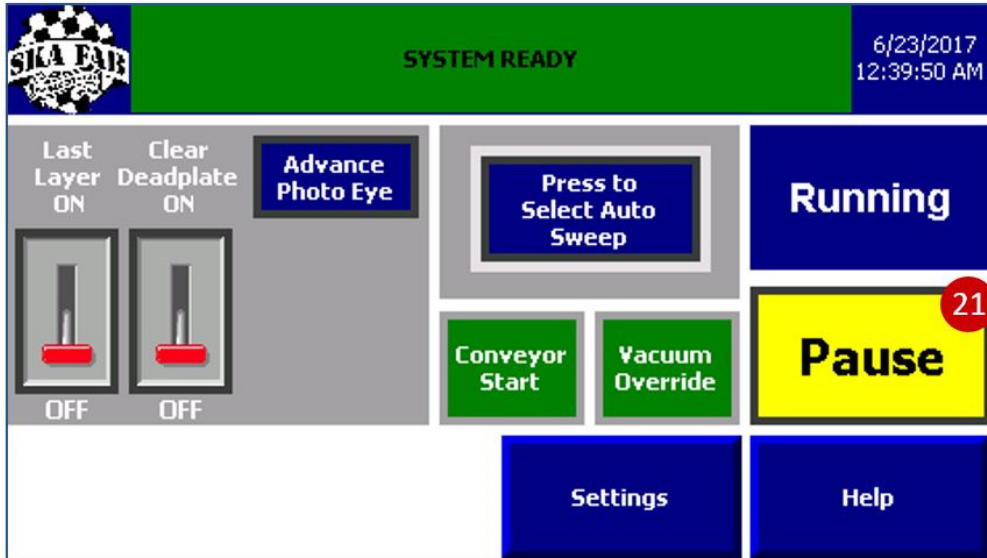 SKA FAB
SYSTEM READY
6/23/2017
12:39:50 AM
Last
Layer
ON
Clear
Deadplate
ON
Advance
Photo Eye
OFF
OFF
Press to
Select Auto
Sweep
Conveyor
Start
Vacuum
Override
Running
21
Pause
Settings
Help